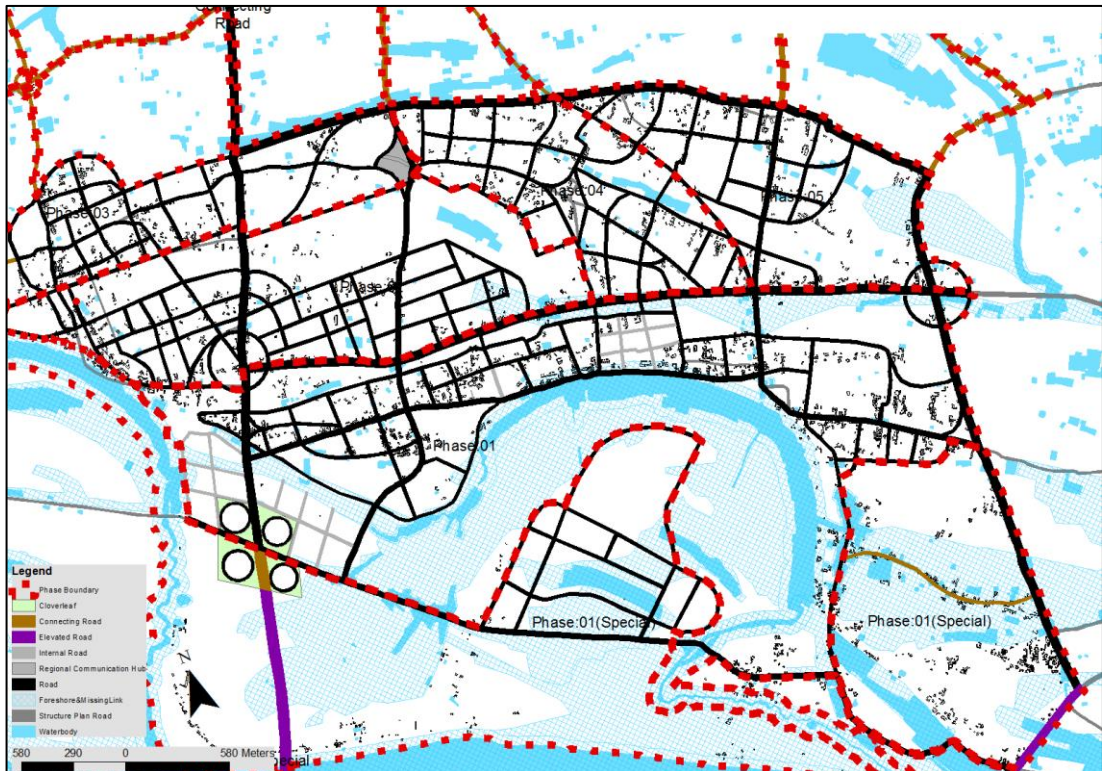 Road
Phase:03
Phase:04
Phase:05
Phase:01
Phase:01(Special)
Phase:01(Special)
Legend
Phase Boundary
Cloverleaf
Connecting Road
Elevated Road
Internal Road
Regional Communication Hub
Road
Foreshore&MissingLink
Structure Plan Road
Waterbody
N
580 290 0 580 Meters